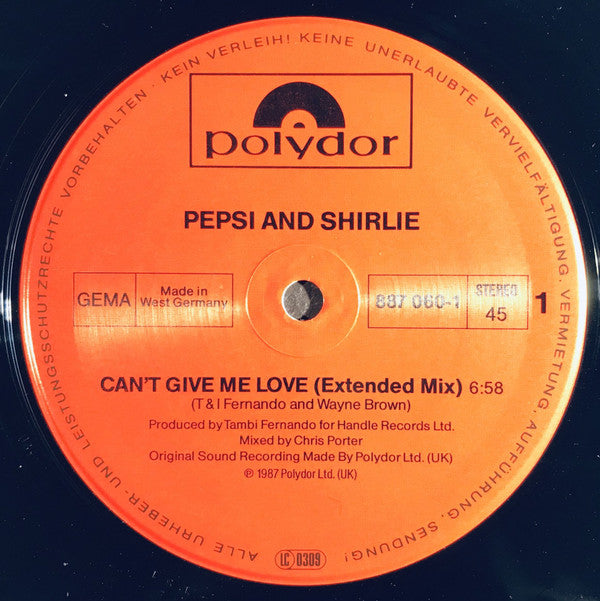 ALLE URHEBER- UND LEISTUNGSSCHUTZRECHTE VORBEHALTEN · KEIN VERLEIH! KEINE UNERLAUBTE VERVIELFÄLTIGUNG, VERMIETUNG, AUFFÜHRUNG, SENDUNG!
polydor
PEPSI AND SHIRLIE
GEMA
Made in
West Germany
887 060-1
STEREO
45
1
CAN'T GIVE ME LOVE (Extended Mix) 6:58
(T & I Fernando and Wayne Brown)
Produced by Tambi Fernando for Handle Records Ltd.
Mixed by Chris Porter
Original Sound Recording Made By Polydor Ltd. (UK)
℗ 1987 Polydor Ltd. (UK)
LC 0309